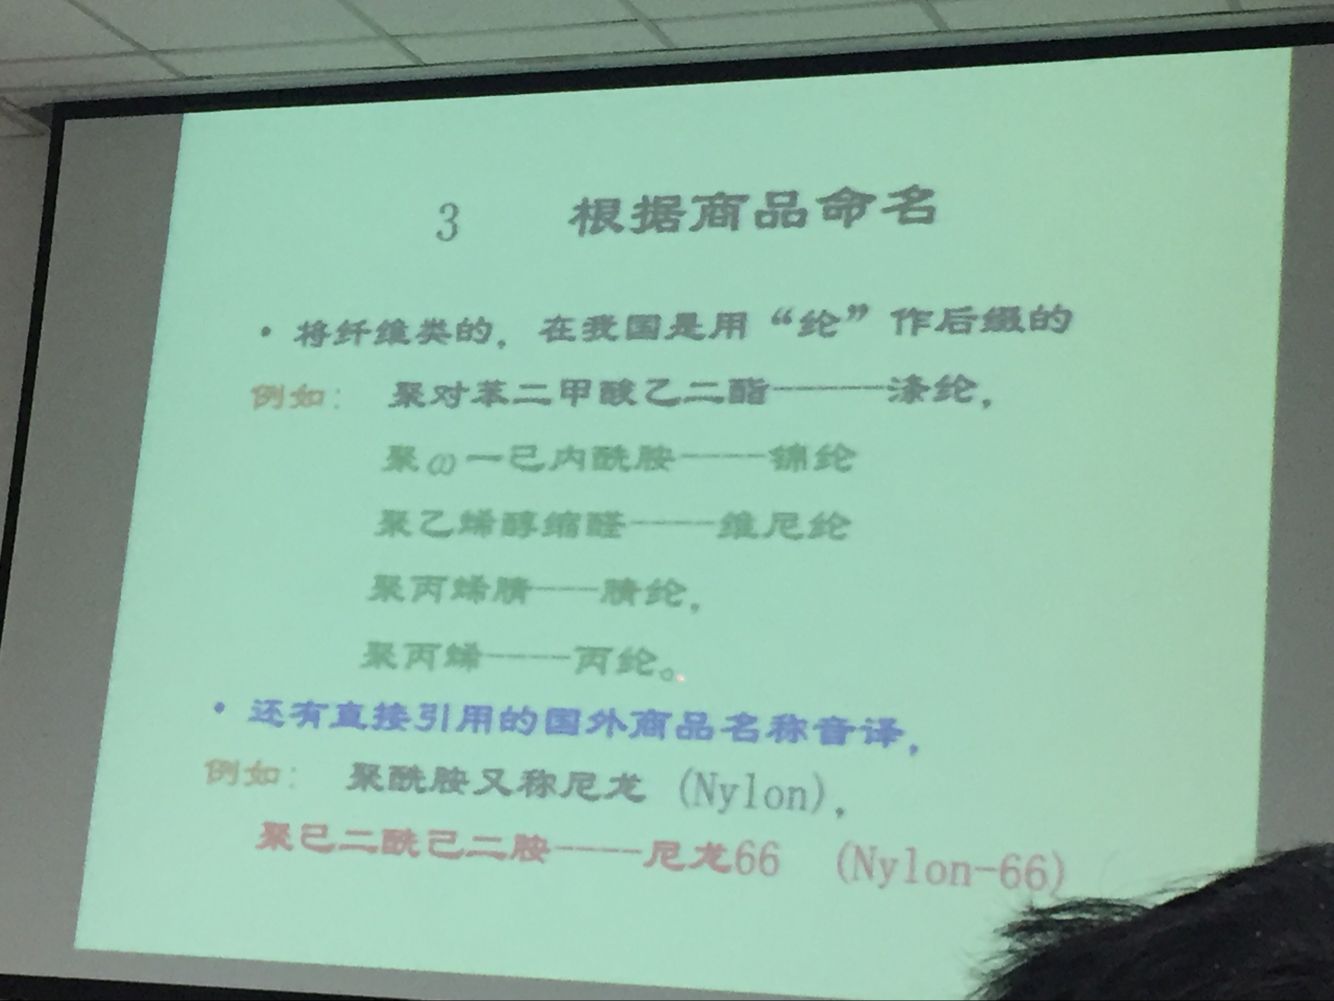 3 根据商品命名
• 将纤维类的，在我国是用“纶”作后缀的
例如： 聚对苯二甲酸乙二酯———涤纶，
聚ω一己内酰胺———锦纶
聚乙烯醇缩醛———维尼纶
聚丙烯腈——腈纶，
聚丙烯———丙纶。
• 还有直接引用的国外商品名称音译，
例如： 聚酰胺又称尼龙 (Nylon)，
聚己二酰己二胺———尼龙66 (Nylon-66)